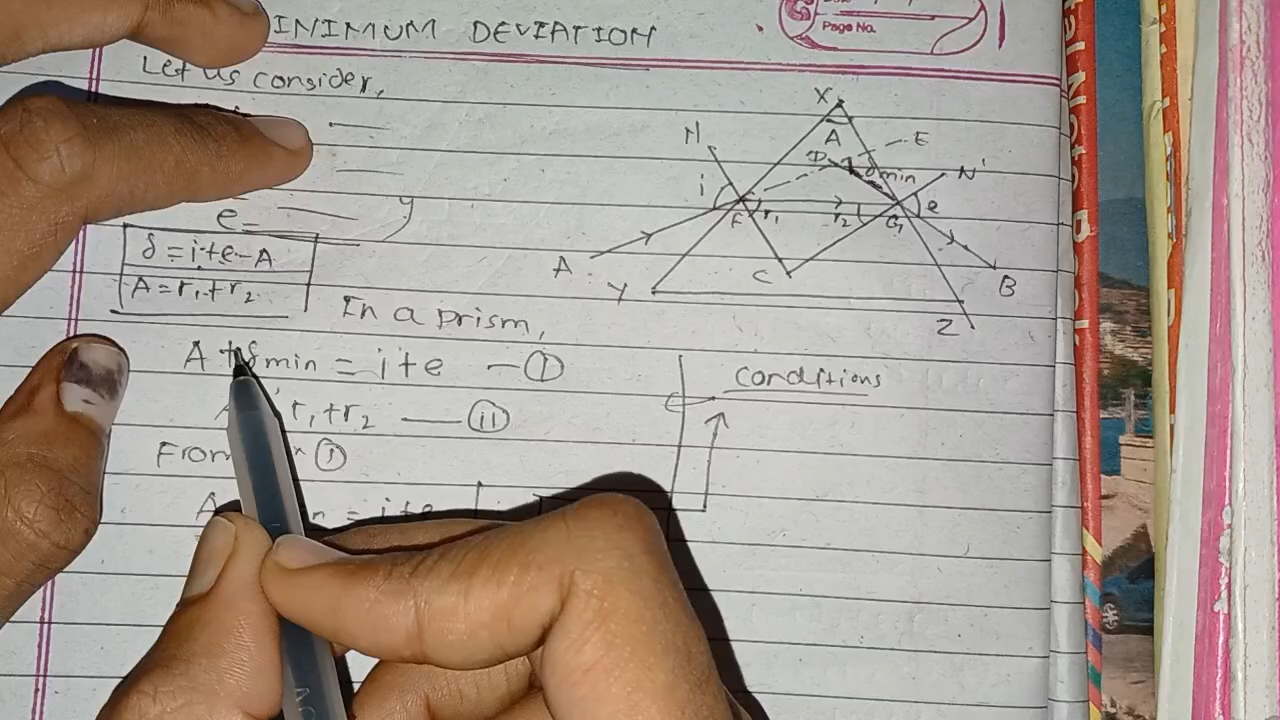 INIMUM DEVIATION
Page No.
Let us consider,
e =
δ = i+e-A
A = r₁+r₂
In a prism,
A + δmin = i+e — (I)
r₁+r₂ — (II)
From (I)
A n = i+e
Conditions
X
A
E
D
N
N'
δmin
i
e
F
r₁
r₂
G
A
C
B
Y
Z